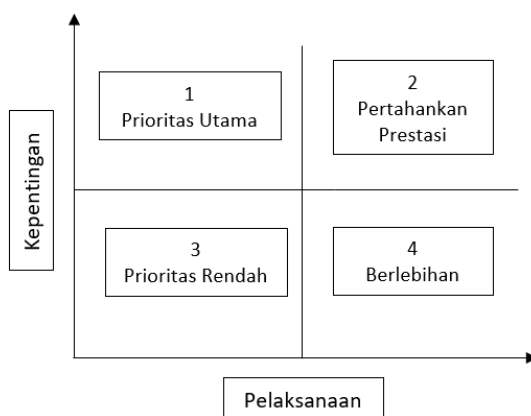 1
Prioritas Utama
2
Pertahankan
Prestasi
Kepentingan
3
Prioritas Rendah
4
Berlebihan
Pelaksanaan